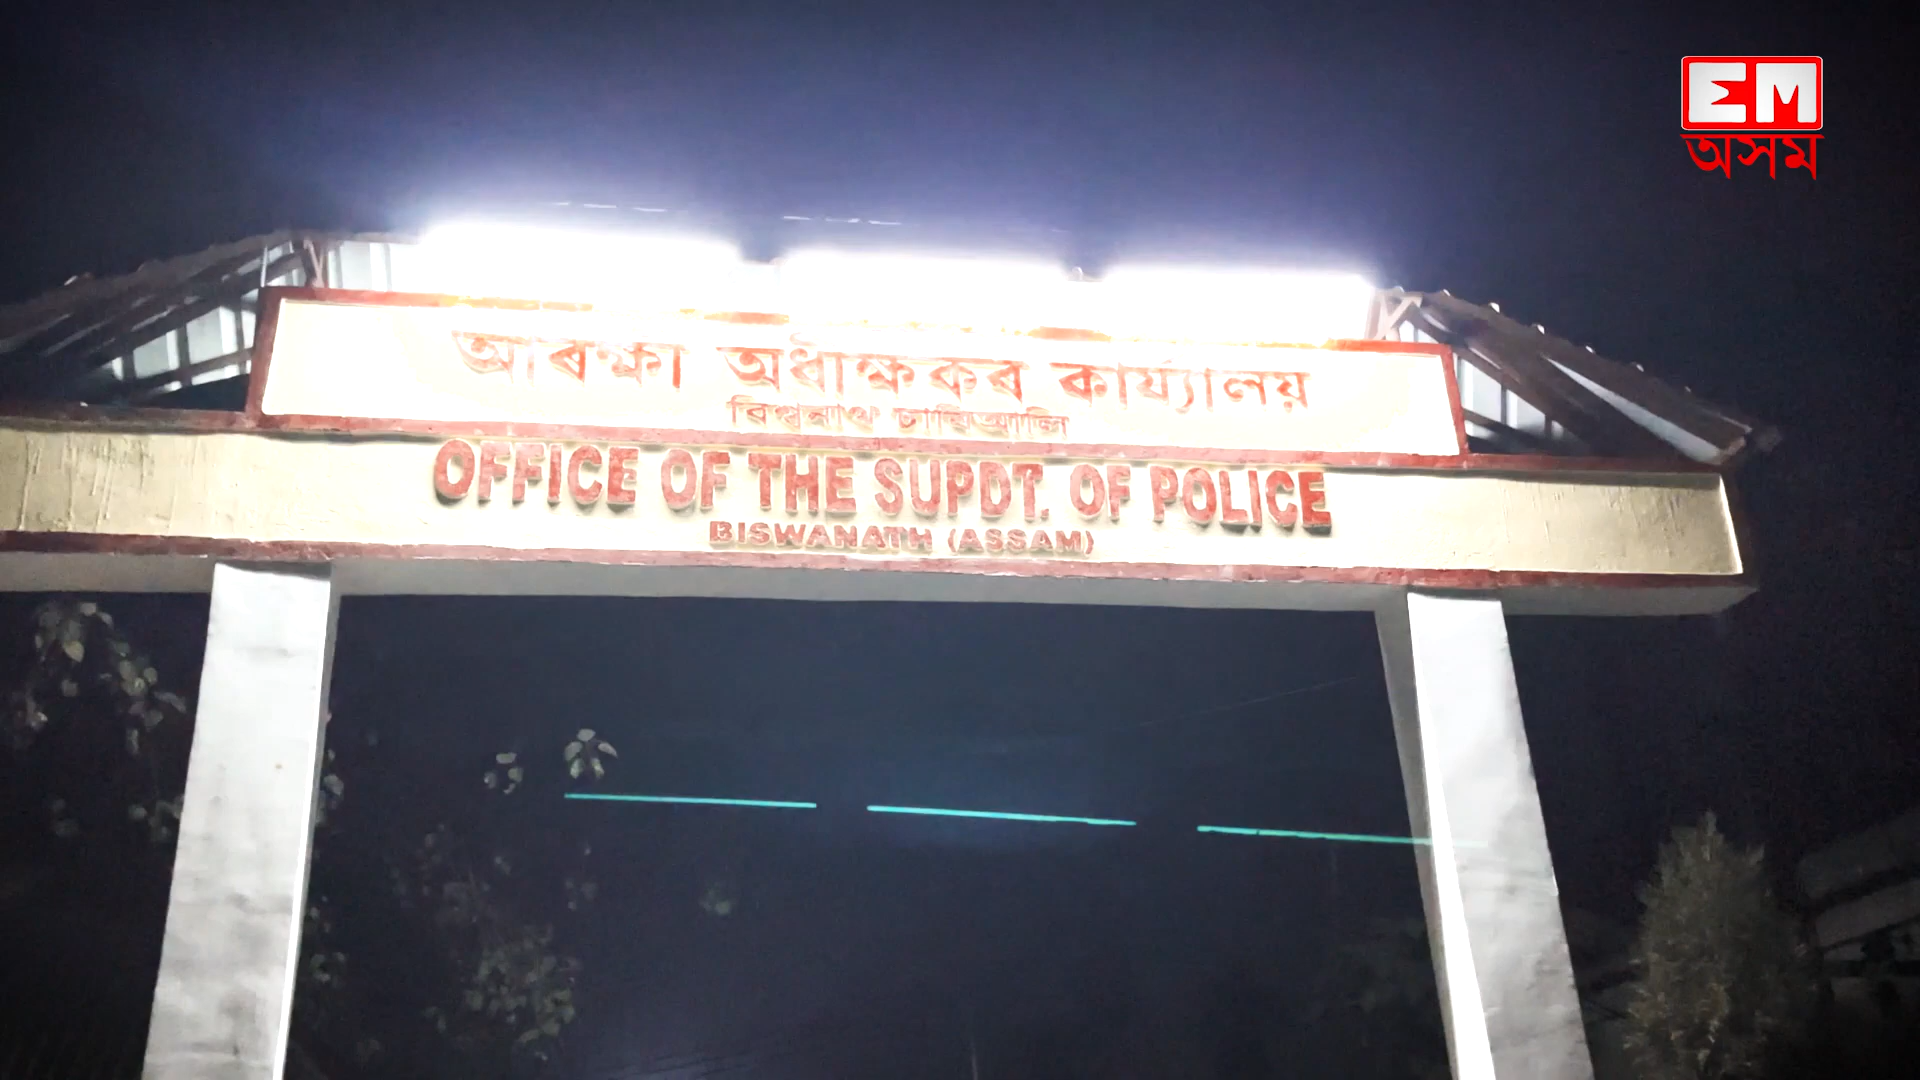 EM
অসম
আৰক্ষী অধীক্ষকৰ কাৰ্য্যালয়
বিশ্বনাথ চাৰিআলি
OFFICE OF THE SUPDT. OF POLICE
BISWANATH (ASSAM)